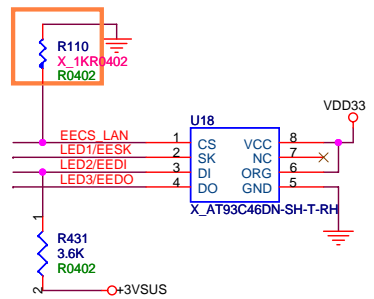 R110
X_1KR0402
R0402
U18
VDD33
EECS_LAN 1 CS VCC 8
LED1/EESK 2 SK NC 7
LED2/EEDI 3 DI ORG 6
LED3/EEDO 4 DO GND 5
X_AT93C46DN-SH-T-RH
1
R431
3.6K
R0402
2
+3VSUS